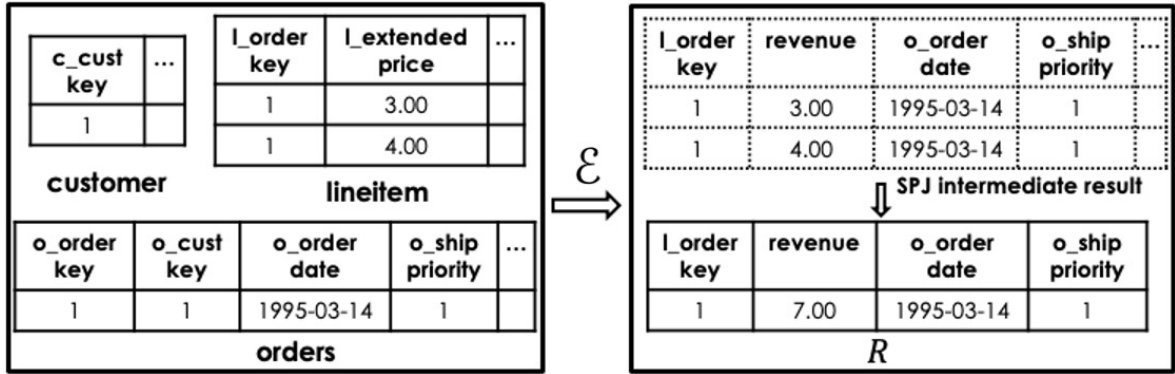 c_cust
key
...
1
customer
l_order
key
l_extended
price
...
1
3.00
1
4.00
lineitem
o_order
key
o_cust
key
o_order
date
o_ship
priority
...
1
1
1995-03-14
1
orders
ℰ
l_order
key
revenue
o_order
date
o_ship
priority
...
1
3.00
1995-03-14
1
1
4.00
1995-03-14
1
SPJ intermediate result
l_order
key
revenue
o_order
date
o_ship
priority
1
7.00
1995-03-14
1
R